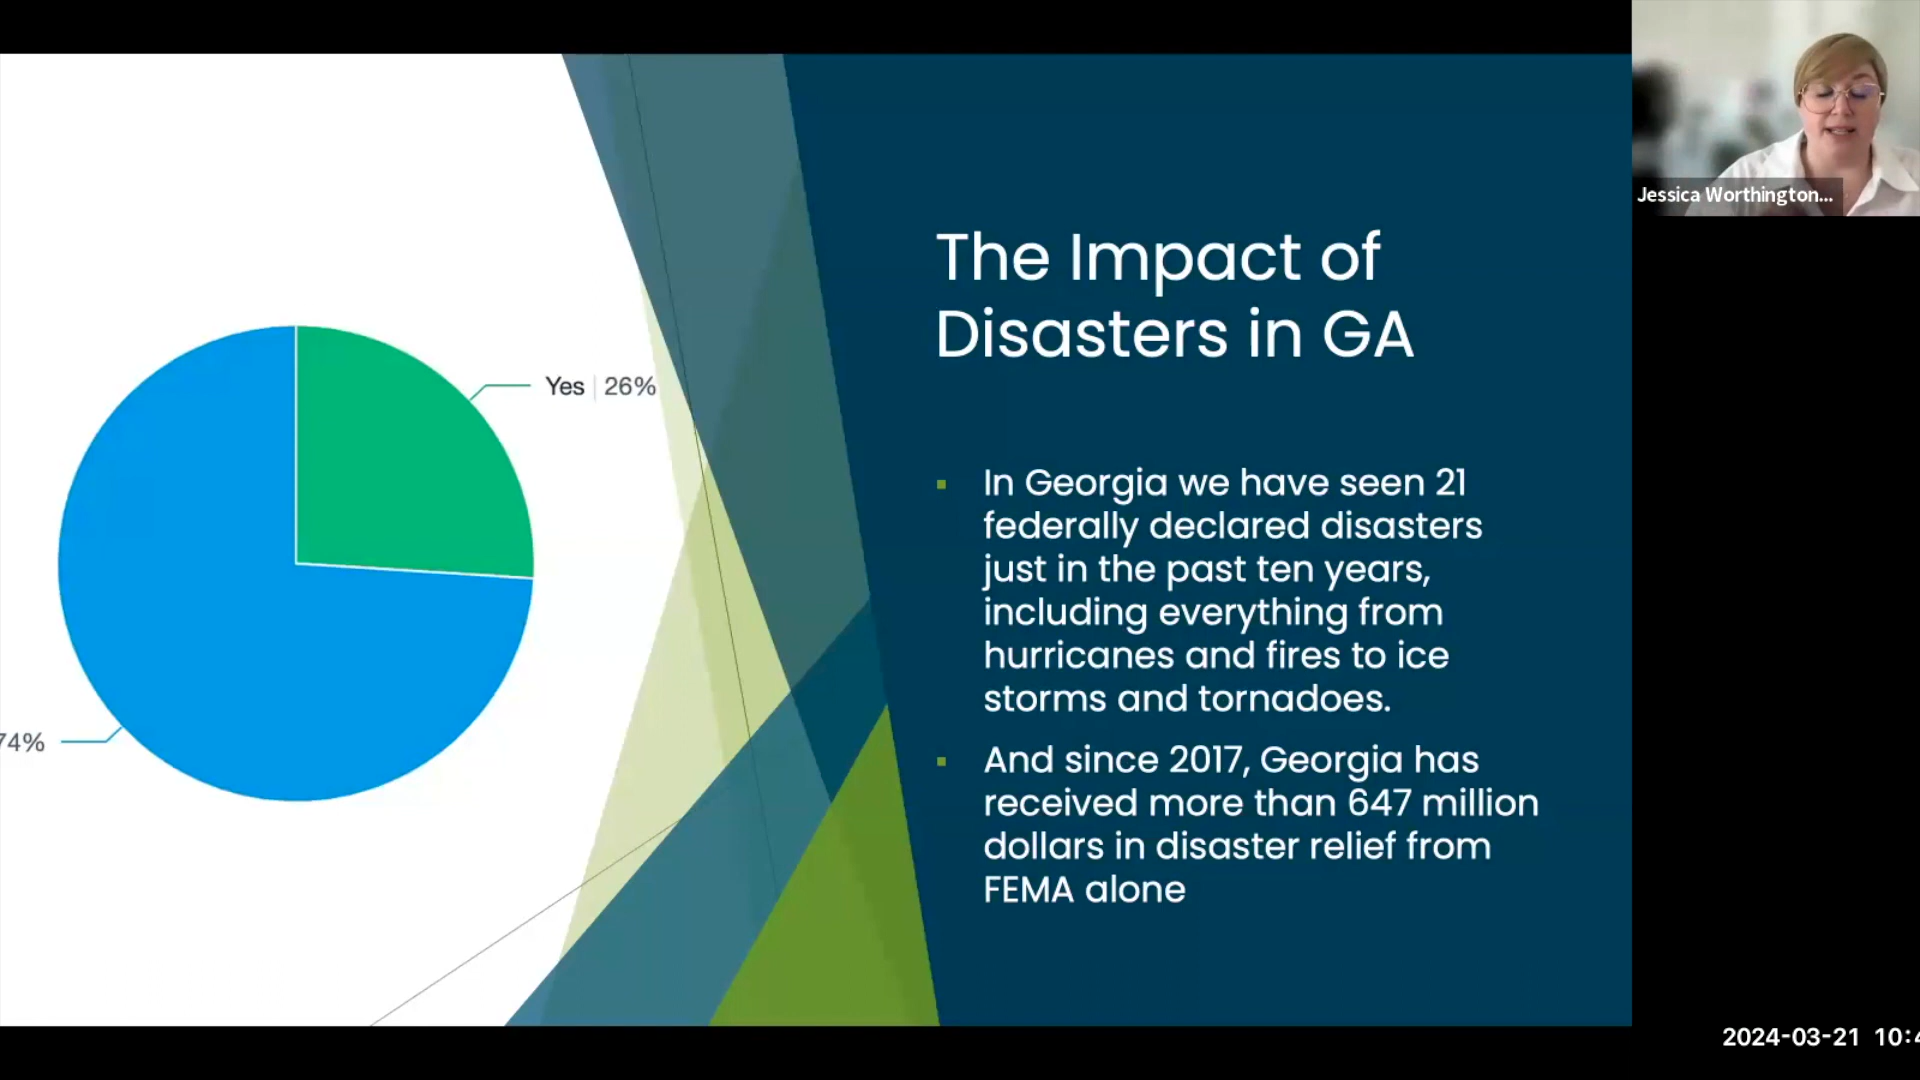 Jessica Worthington...
The Impact of
Disasters in GA
Yes | 26%
74%
▪ In Georgia we have seen 21
federally declared disasters
just in the past ten years,
including everything from
hurricanes and fires to ice
storms and tornadoes.
▪ And since 2017, Georgia has
received more than 647 million
dollars in disaster relief from
FEMA alone
2024-03-21 10:4